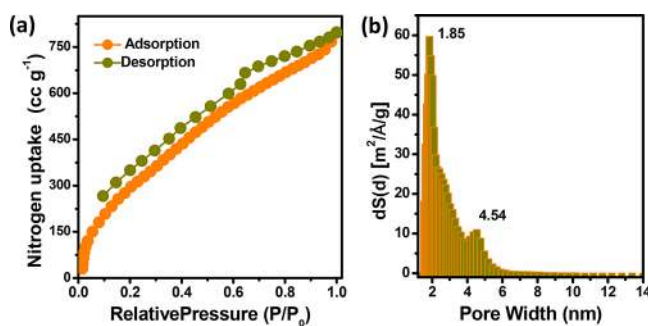 (a)
Adsorption
Desorption
Nitrogen uptake (cc g⁻¹)
750
600
450
300
150
0
0.0 0.2 0.4 0.6 0.8 1.0
RelativePressure (P/P₀)
(b)
1.85
4.54
dS(d) [m²/Å/g]
60
50
40
30
20
10
0
2 4 6 8 10 12 14
Pore Width (nm)